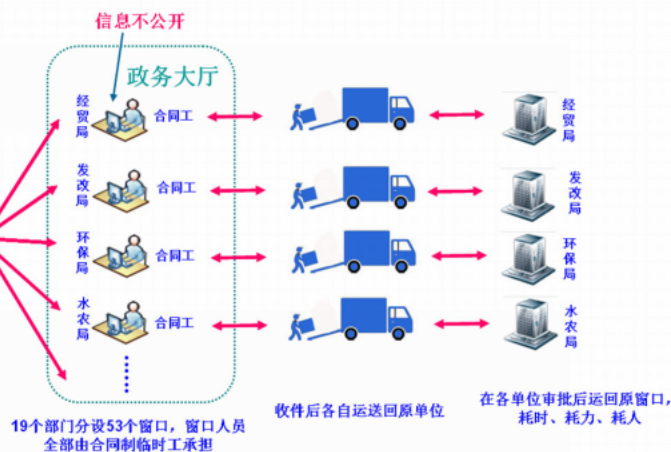 信息不公开
政务大厅
经贸局
合同工
经贸局
发改局
合同工
发改局
环保局
合同工
环保局
水农局
合同工
水农局
19个部门分设53个窗口，窗口人员
全部由合同制临时工承担
收件后各自运送回原单位
在各单位审批后运回原窗口，
耗时、耗力、耗人